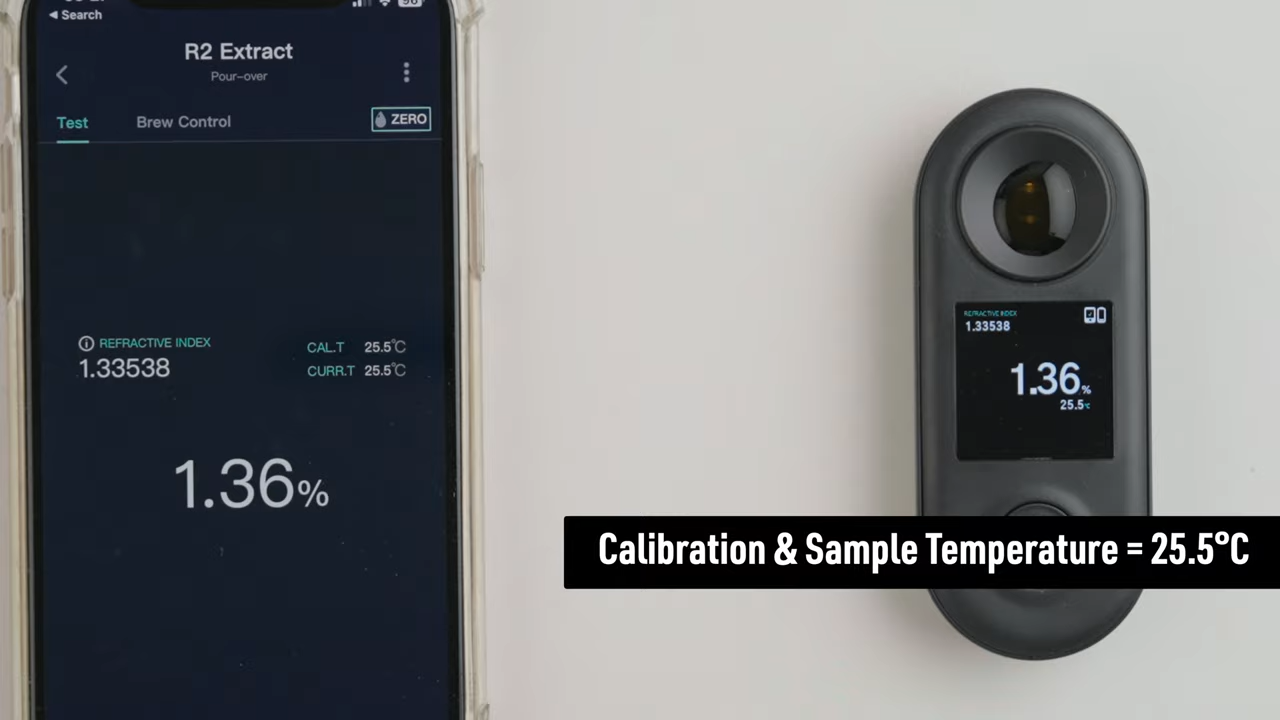 Search
96
R2 Extract
Pour-over
Test
Brew Control
ZERO
REFRACTIVE INDEX
1.33538
CAL.T 25.5℃
CURR.T 25.5℃
1.36%
REFRACTIVE INDEX
1.33538
1.36%
25.5℃
Calibration & Sample Temperature = 25.5°C